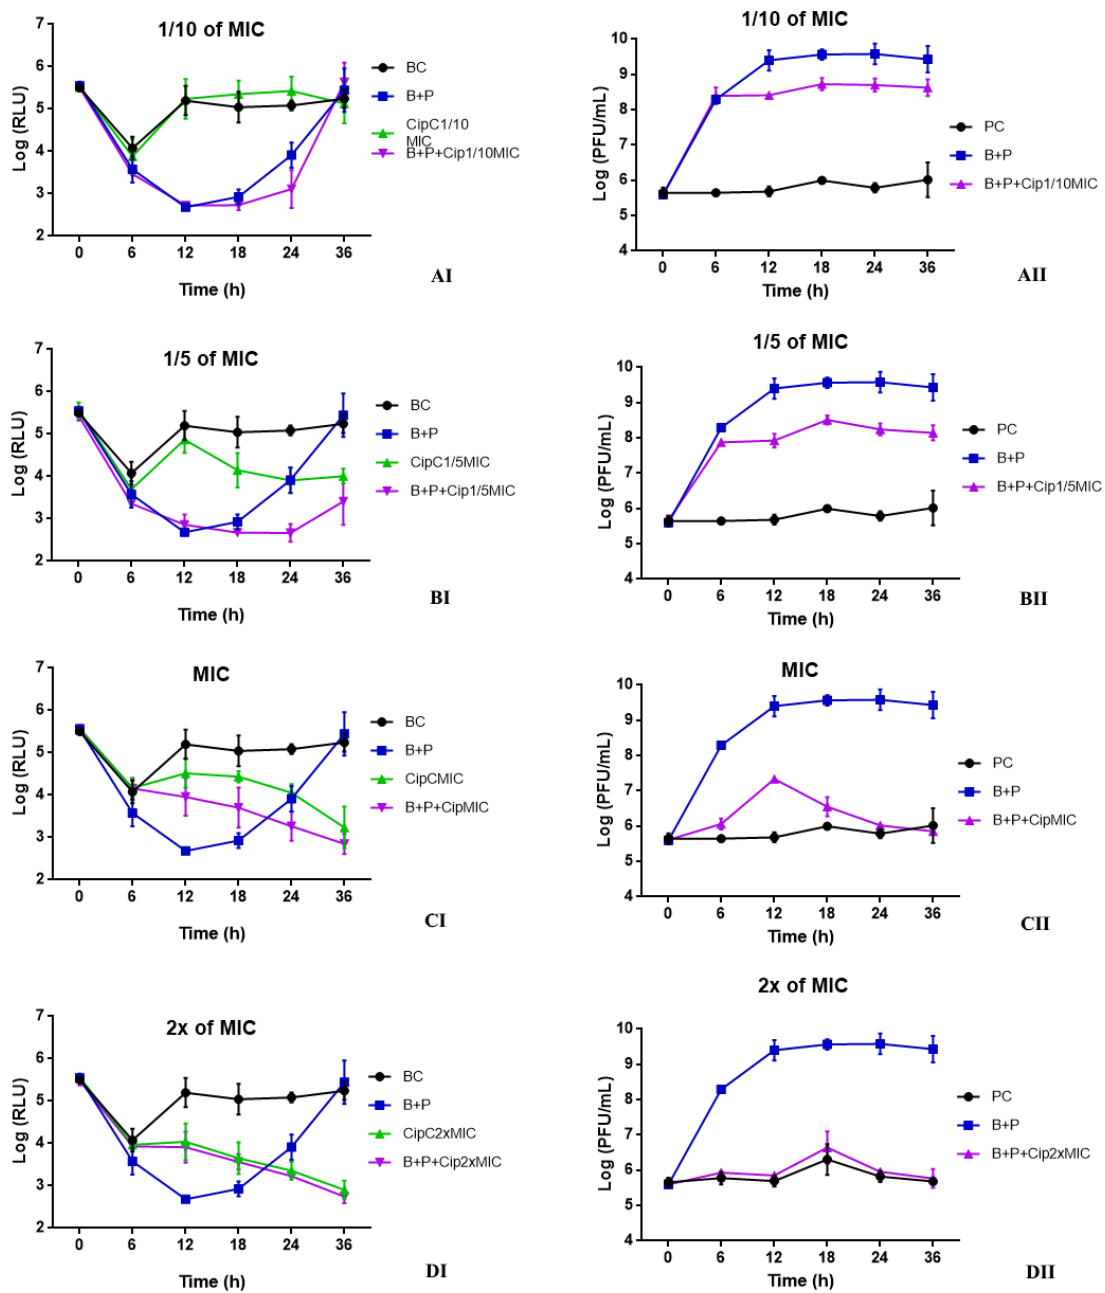 1/10 of MIC
7
6
5
4
3
2
Log (RLU)
0 6 12 18 24 36
Time (h)
BC
B+P
CipC1/10
MIC
B+P+Cip1/10MIC
AI
1/10 of MIC
10
9
8
7
6
5
4
Log (PFU/mL)
0 6 12 18 24 36
Time (h)
PC
B+P
B+P+Cip1/10MIC
AII
1/5 of MIC
7
6
5
4
3
2
Log (RLU)
0 6 12 18 24 36
Time (h)
BC
B+P
CipC1/5MIC
B+P+Cip1/5MIC
BI
1/5 of MIC
10
9
8
7
6
5
4
Log (PFU/mL)
0 6 12 18 24 36
Time (h)
PC
B+P
B+P+Cip1/5MIC
BII
MIC
7
6
5
4
3
2
Log (RLU)
0 6 12 18 24 36
Time (h)
BC
B+P
CipCMIC
B+P+CipMIC
CI
MIC
10
9
8
7
6
5
4
Log (PFU/mL)
0 6 12 18 24 36
Time (h)
PC
B+P
B+P+CipMIC
CII
2x of MIC
7
6
5
4
3
2
Log (RLU)
0 6 12 18 24 36
Time (h)
BC
B+P
CipC2xMIC
B+P+Cip2xMIC
DI
2x of MIC
10
9
8
7
6
5
4
Log (PFU/mL)
0 6 12 18 24 36
Time (h)
PC
B+P
B+P+Cip2xMIC
DII